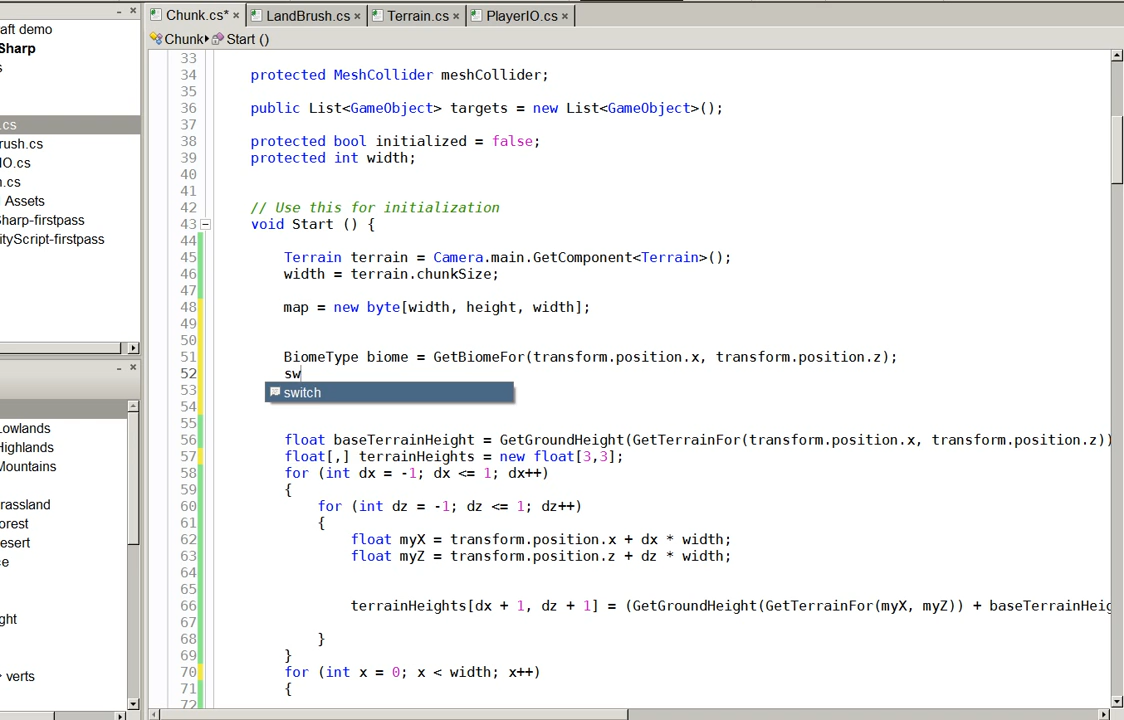 Chunk.cs* × LandBrush.cs × Terrain.cs × PlayerIO.cs ×
aft demo
Sharp
s
.cs
rush.cs
IO.cs
n.cs
Assets
Sharp-firstpass
ityScript-firstpass
owlands
Highlands
Mountains
rassland
orest
esert
ce
ght
verts
Chunk Start ()
33
34 protected MeshCollider meshCollider;
35
36 public List<GameObject> targets = new List<GameObject>();
37
38 protected bool initialized = false;
39 protected int width;
40
41
42 // Use this for initialization
43 void Start () {
44
45 Terrain terrain = Camera.main.GetComponent<Terrain>();
46 width = terrain.chunkSize;
47
48 map = new byte[width, height, width];
49
50
51 BiomeType biome = GetBiomeFor(transform.position.x, transform.position.z);
52 sw
switch
53
54
55
56 float baseTerrainHeight = GetGroundHeight(GetTerrainFor(transform.position.x, transform.position.z))
57 float[,] terrainHeights = new float[3,3];
58 for (int dx = -1; dx <= 1; dx++)
59 {
60 for (int dz = -1; dz <= 1; dz++)
61 {
62 float myX = transform.position.x + dx * width;
63 float myZ = transform.position.z + dz * width;
64
65
66 terrainHeights[dx + 1, dz + 1] = (GetGroundHeight(GetTerrainFor(myX, myZ)) + baseTerrainHeig
67
68 }
69 }
70 for (int x = 0; x < width; x++)
71 {
72